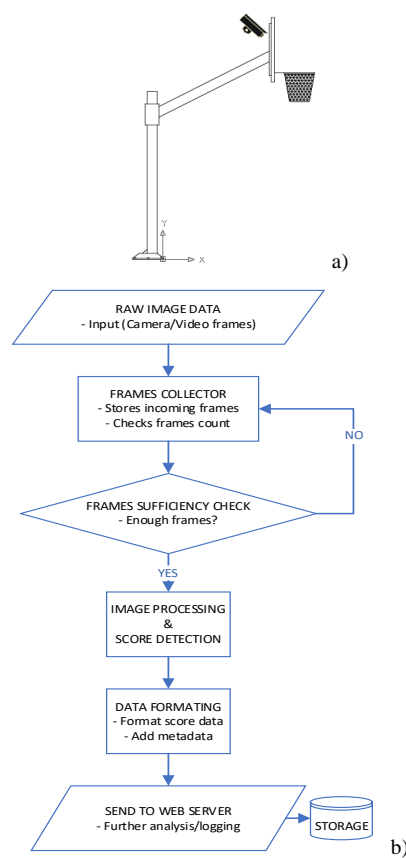 Y
X
a)
RAW IMAGE DATA
- Input (Camera/Video frames)
FRAMES COLLECTOR
- Stores incoming frames
- Checks frames count
NO
FRAMES SUFFICIENCY CHECK
- Enough frames?
YES
IMAGE PROCESSING
&
SCORE DETECTION
DATA FORMATING
- Format score data
- Add metadata
SEND TO WEB SERVER
- Further analysis/logging
STORAGE
b)